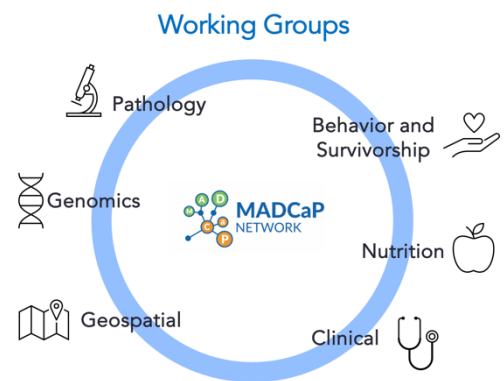 Working Groups
Pathology
Behavior and
Survivorship
Genomics
M A D
C a P
MADCaP
NETWORK
Nutrition
Geospatial
Clinical